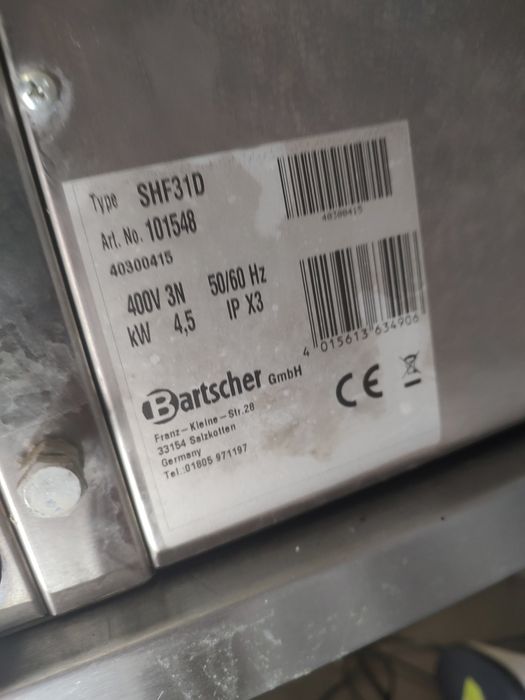 Type SHF31D
Art. No. 101548
40300415
40300415
400V 3N 50/60 Hz
kW 4,5 IP X3
4 015613 634906
Bartscher GmbH
CE
Franz-Kleine-Str.28
33154 Salzkotten
Germany
Tel.:01805 971197